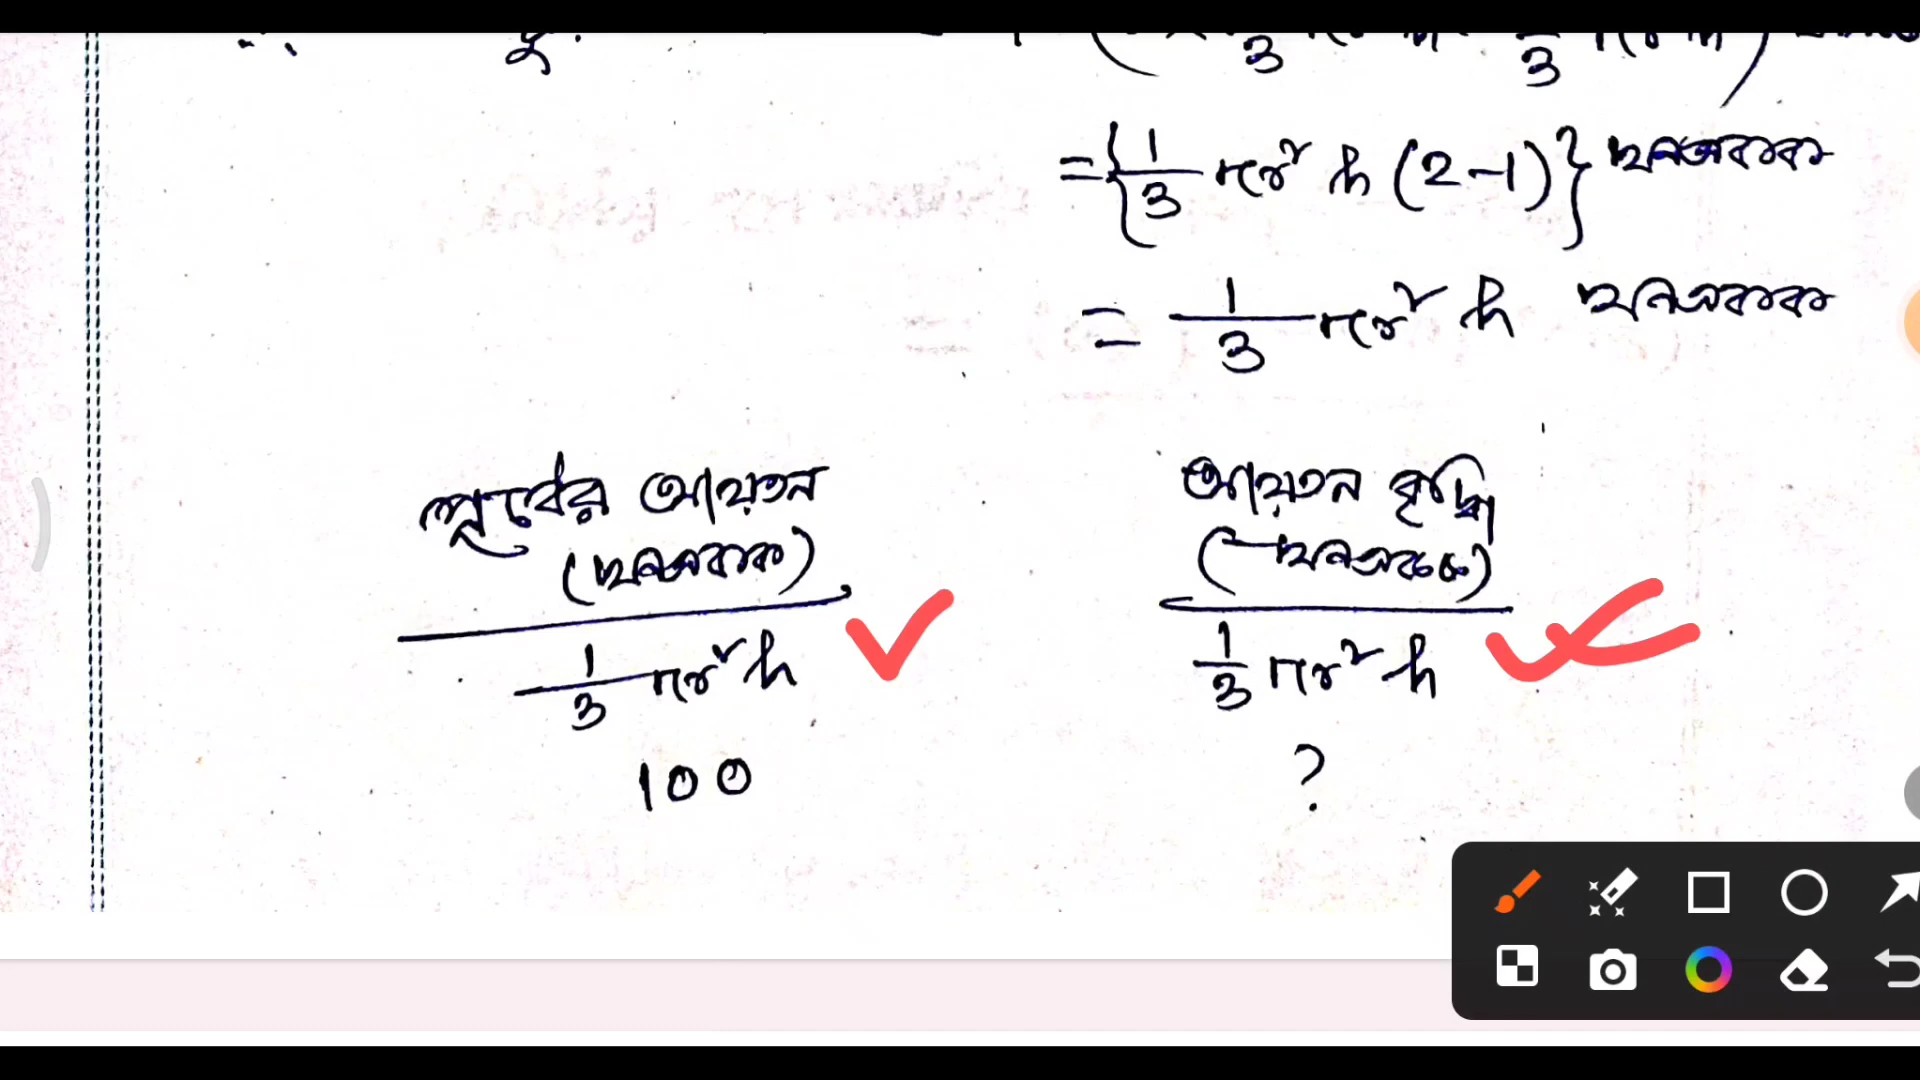 = {1/3 πr² h (2-1)} ঘনএকক
= 1/3 πr² h ঘনএকক
পূর্বের আয়তন
(ঘনএকক)
আয়তন বৃদ্ধি
(ঘনএকক)
1/3 πr² h
1/3 πr² h
100
?